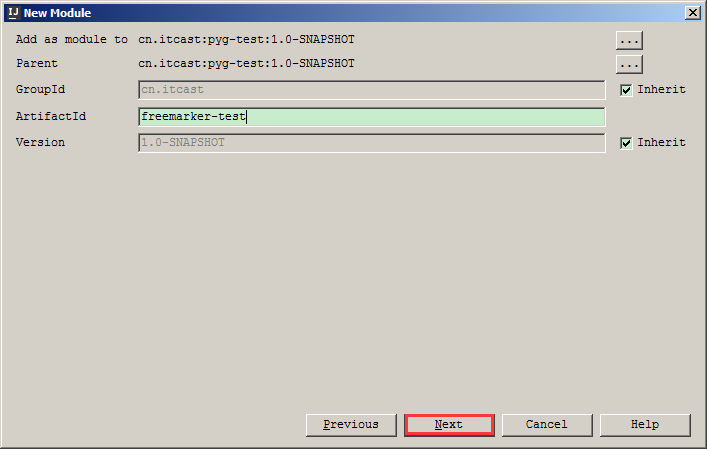 IJ New Module
Add as module to cn.itcast:pyg-test:1.0-SNAPSHOT ...
Parent cn.itcast:pyg-test:1.0-SNAPSHOT ...
GroupId cn.itcast Inherit
ArtifactId freemarker-test
Version 1.0-SNAPSHOT Inherit
Previous Next Cancel Help